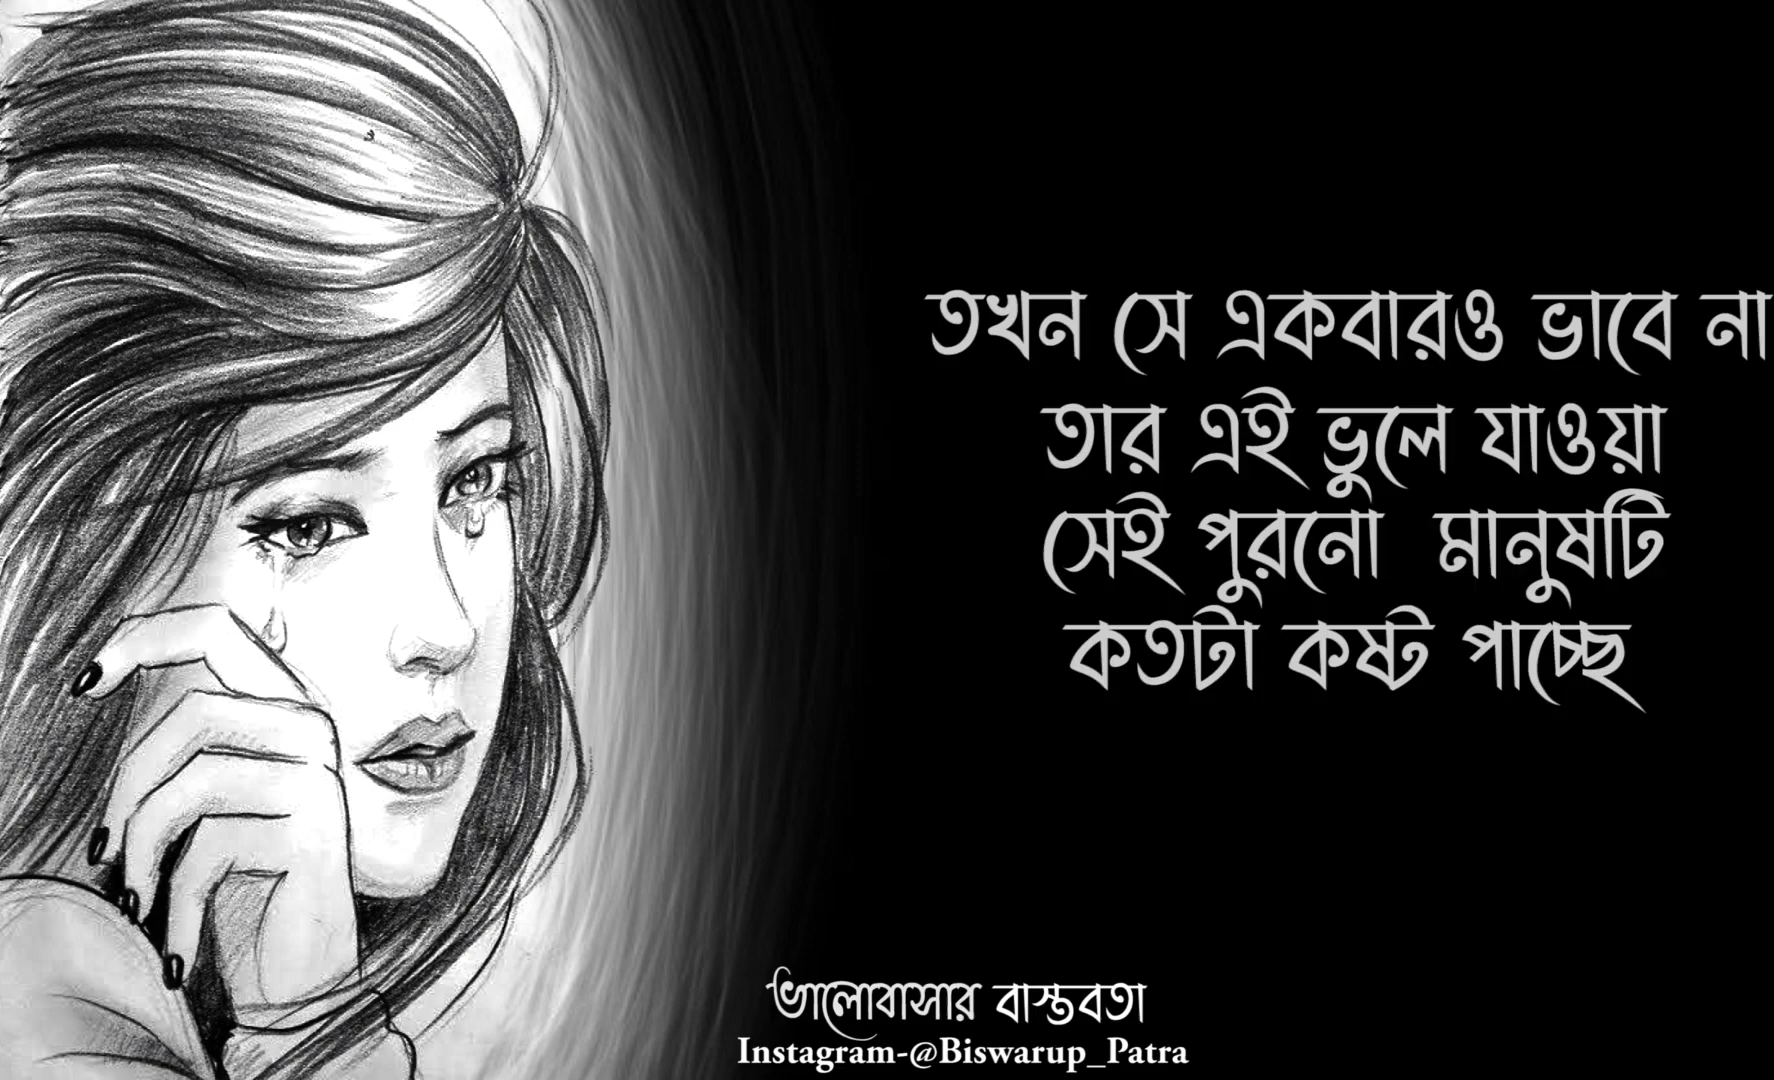 তখন সে একবারও ভাবে না
তার এই ভুলে যাওয়া
সেই পুরনো মানুষটি
কতটা কষ্ট পাচ্ছে
ভালোবাসার বাস্তবতা
Instagram-@Biswarup_Patra